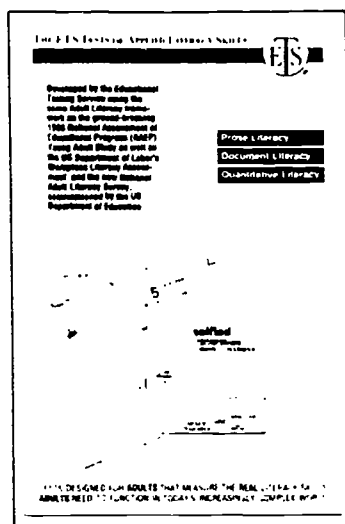 THE ETS TESTS OF APPLIED LITERACY SKILLS
ETS
Developed by the Educational
Testing Service using the
same Adult Literacy frame-
work as the ground-breaking
1986 National Assessment of
Educational Progress (NAEP)
Young Adult Study as well as
the US Department of Labor's
Workplace Literacy Assess-
ment and the new National
Adult Literacy Survey,
commissioned by the US
Department of Education
Prose Literacy
Document Literacy
Quantitative Literacy
5
TESTS DESIGNED FOR ADULTS THAT MEASURE THE REAL LITERACY SKILLS
ADULTS NEED TO FUNCTION IN TODAY'S INCREASINGLY COMPLEX WORLD